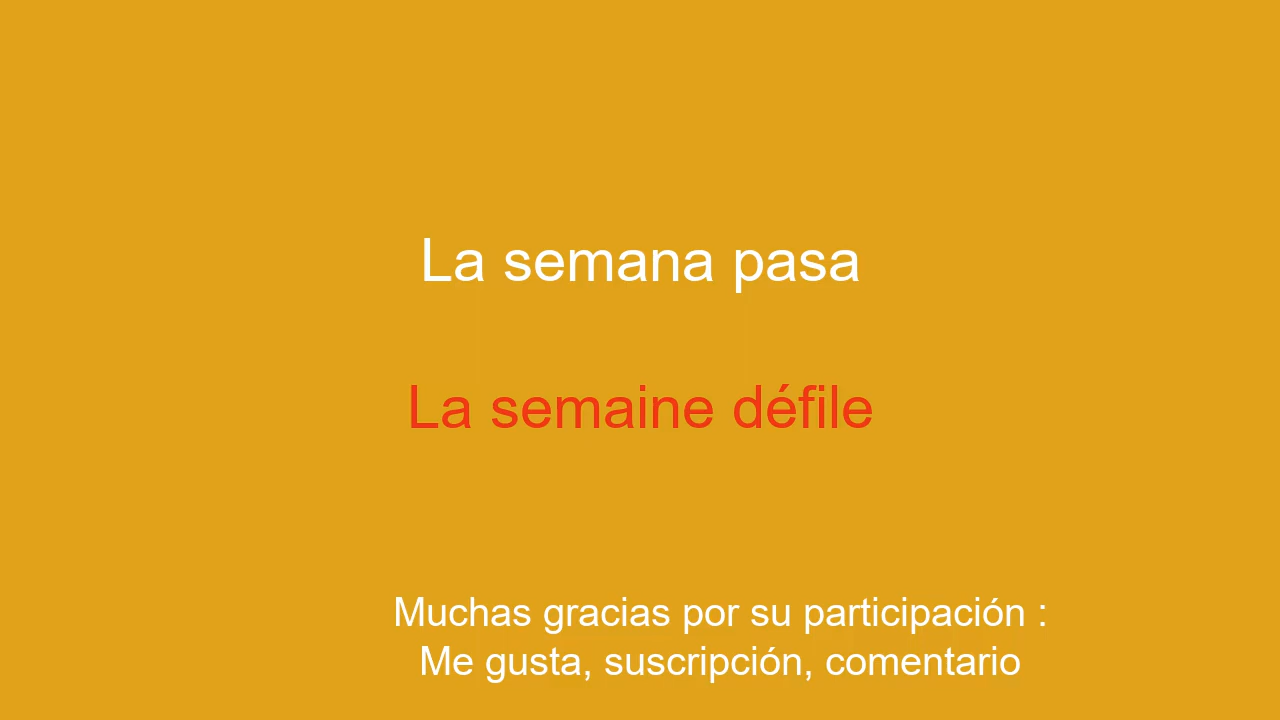 La semana pasa
La semaine défile
Muchas gracias por su participación :
Me gusta, suscripción, comentario